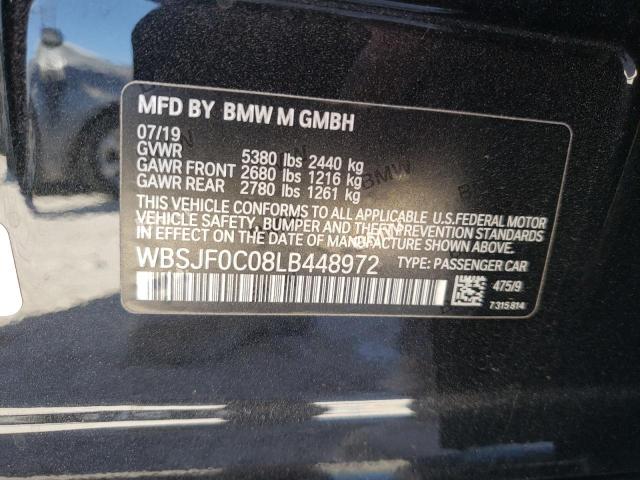 MFD BY BMW M GMBH
07/19
GVWR 5380 lbs 2440 kg
GAWR FRONT 2680 lbs 1216 kg
GAWR REAR 2780 lbs 1261 kg
THIS VEHICLE CONFORMS TO ALL APPLICABLE U.S.FEDERAL MOTOR
VEHICLE SAFETY, BUMPER AND THEFT PREVENTION STANDARDS
IN EFFECT ON THE DATE OF MANUFACTURE SHOWN ABOVE.
WBSJF0C08LB448972 TYPE: PASSENGER CAR
475/9
7315814